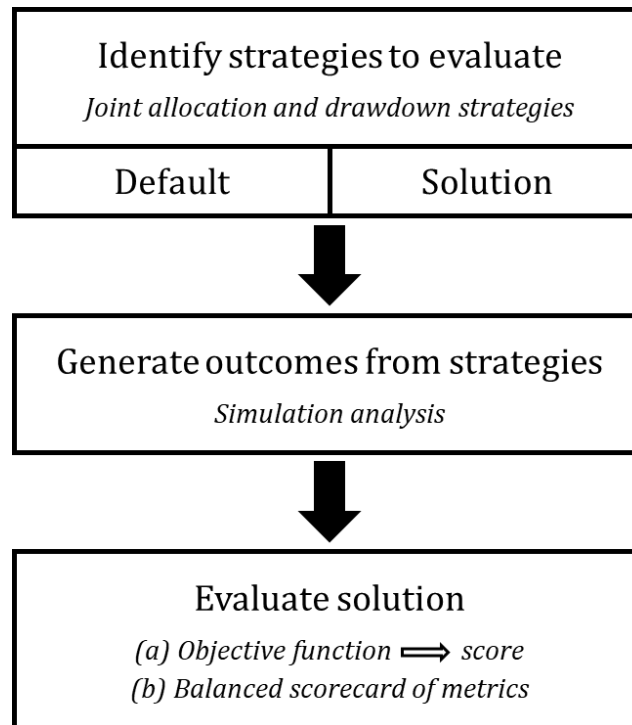 Identify strategies to evaluate
Joint allocation and drawdown strategies
Default
Solution
Generate outcomes from strategies
Simulation analysis
Evaluate solution
(a) Objective function ⟹ score
(b) Balanced scorecard of metrics